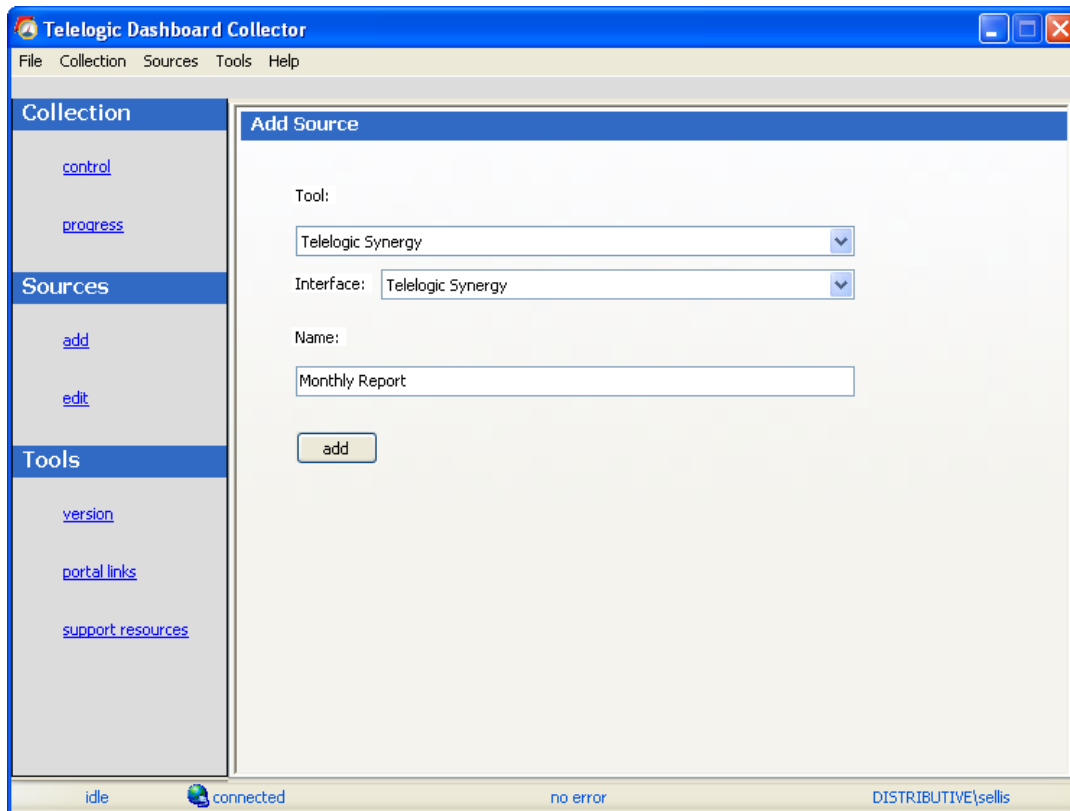 Telelogic Dashboard Collector
File Collection Sources Tools Help
Collection
control
progress
Sources
add
edit
Tools
version
portal links
support resources
Add Source
Tool:
Telelogic Synergy
Interface: Telelogic Synergy
Name:
Monthly Report
add
idle connected no error DISTRIBUTIVE\sellis